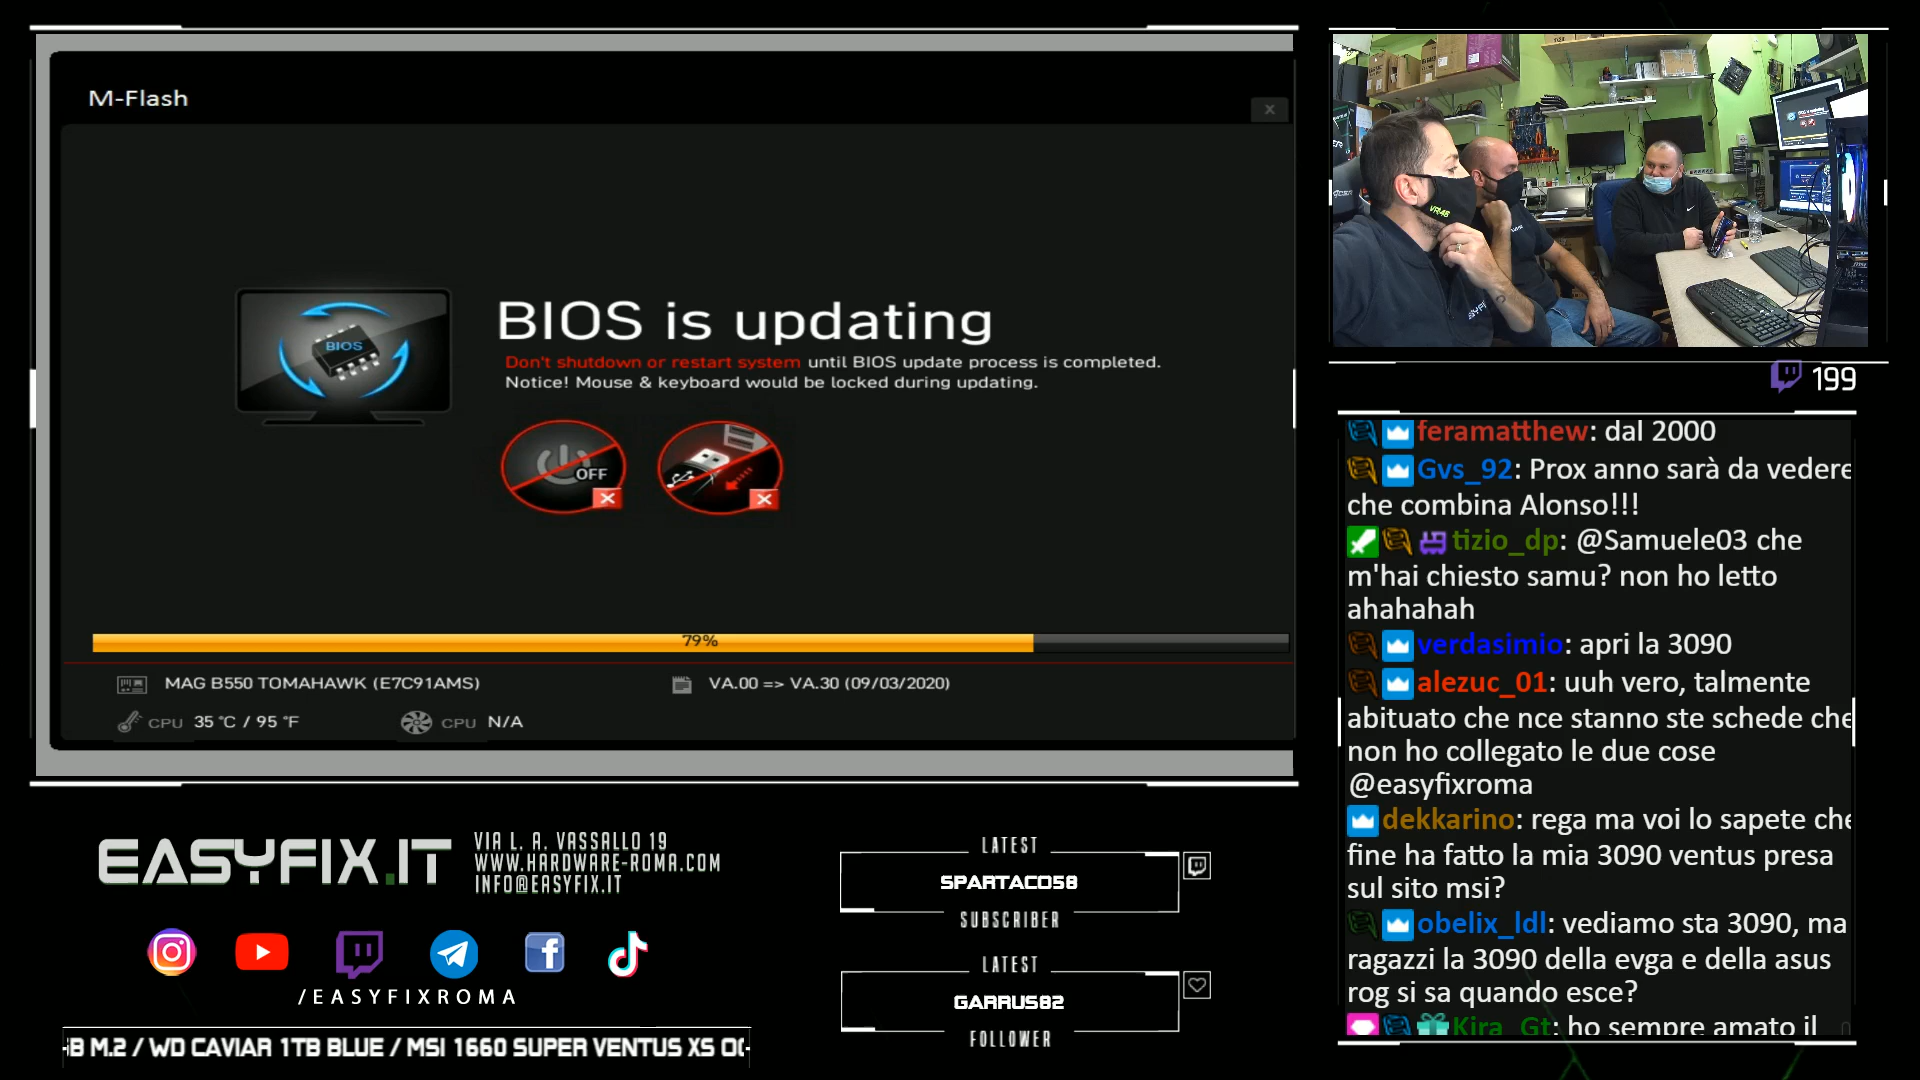 M-Flash
x
BIOS
BIOS is updating
Don't shutdown or restart system until BIOS update process is completed.
Notice! Mouse & keyboard would be locked during updating.
OFF
79%
MAG B550 TOMAHAWK (E7C91AMS)
VA.00 => VA.30 (09/03/2020)
CPU 35 °C / 95 °F
CPU N/A
VR46
199
feramatthew: dal 2000
Gvs_92: Prox anno sarà da vedere
che combina Alonso!!!
tizio_dp: @Samuele03 che
m'hai chiesto samu? non ho letto
ahahahah
verdasimio: apri la 3090
alezuc_01: uuh vero, talmente
abituato che nce stanno ste schede che
non ho collegato le due cose
@easyfixroma
dekkarino: rega ma voi lo sapete che
fine ha fatto la mia 3090 ventus presa
sul sito msi?
obelix_ldl: vediamo sta 3090, ma
ragazzi la 3090 della evga e della asus
rog si sa quando esce?
Kira_Gt: ho sempre amato il
EASYFIX.IT
VIA L. A. VASSALLO 19
WWW.HARDWARE-ROMA.COM
INFO@EASYFIX.IT
/EASYFIXROMA
B M.2 / WD CAVIAR 1TB BLUE / MSI 1660 SUPER VENTUS XS O
LATEST
SPARTACO58
SUBSCRIBER
LATEST
GARRUS82
FOLLOWER